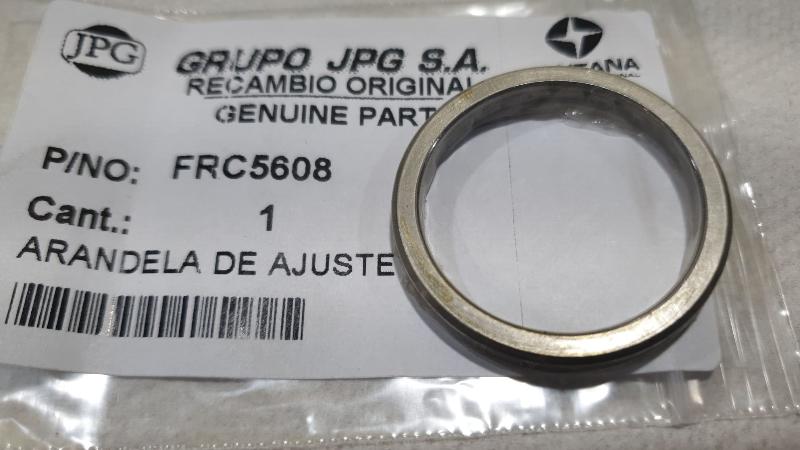 JPG
GRUPO JPG S.A.
RECAMBIO ORIGINAL
GENUINE PART
P/NO: FRC5608
Cant.: 1
ARANDELA DE AJUSTE